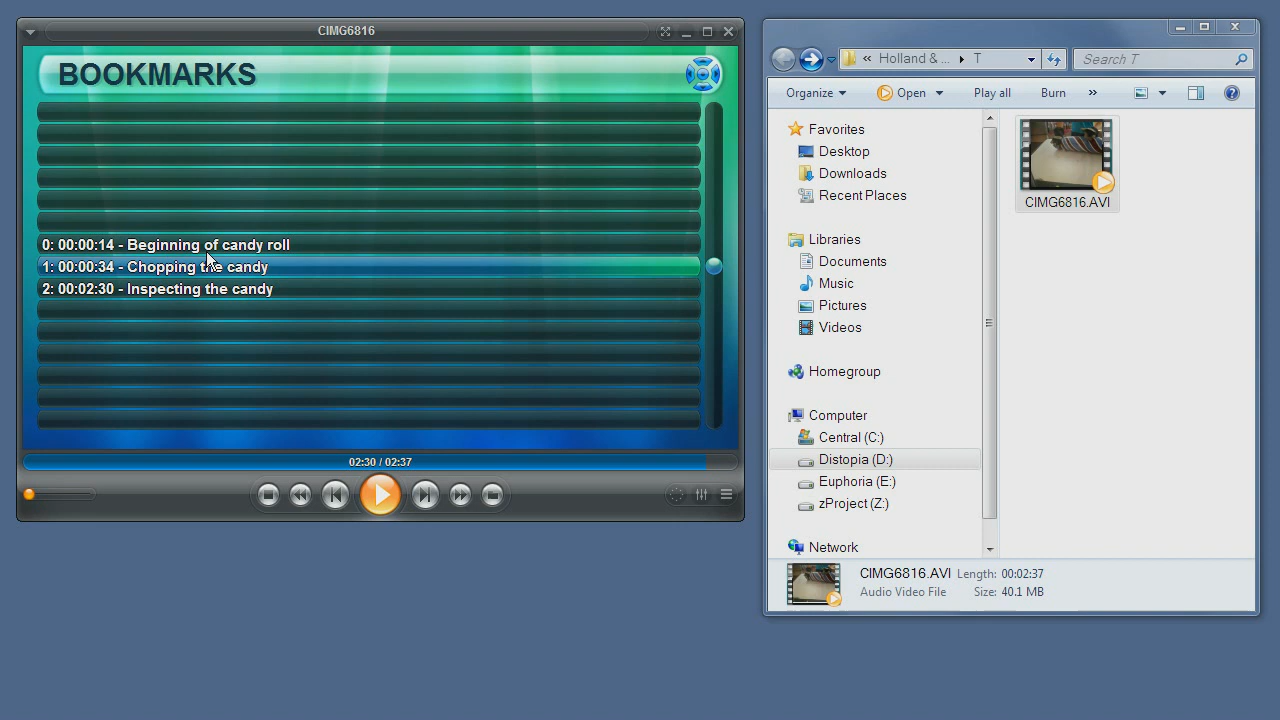 CIMG6816
BOOKMARKS
0: 00:00:14 - Beginning of candy roll
1: 00:00:34 - Chopping the candy
2: 00:02:30 - Inspecting the candy
02:30 / 02:37
« Holland & ... T
Search T
Organize Open Play all Burn »
Favorites
Desktop
Downloads
Recent Places
Libraries
Documents
Music
Pictures
Videos
Homegroup
Computer
Central (C:)
Distopia (D:)
Euphoria (E:)
zProject (Z:)
Network
CIMG6816.AVI
CIMG6816.AVI Length: 00:02:37
Audio Video File Size: 40.1 MB